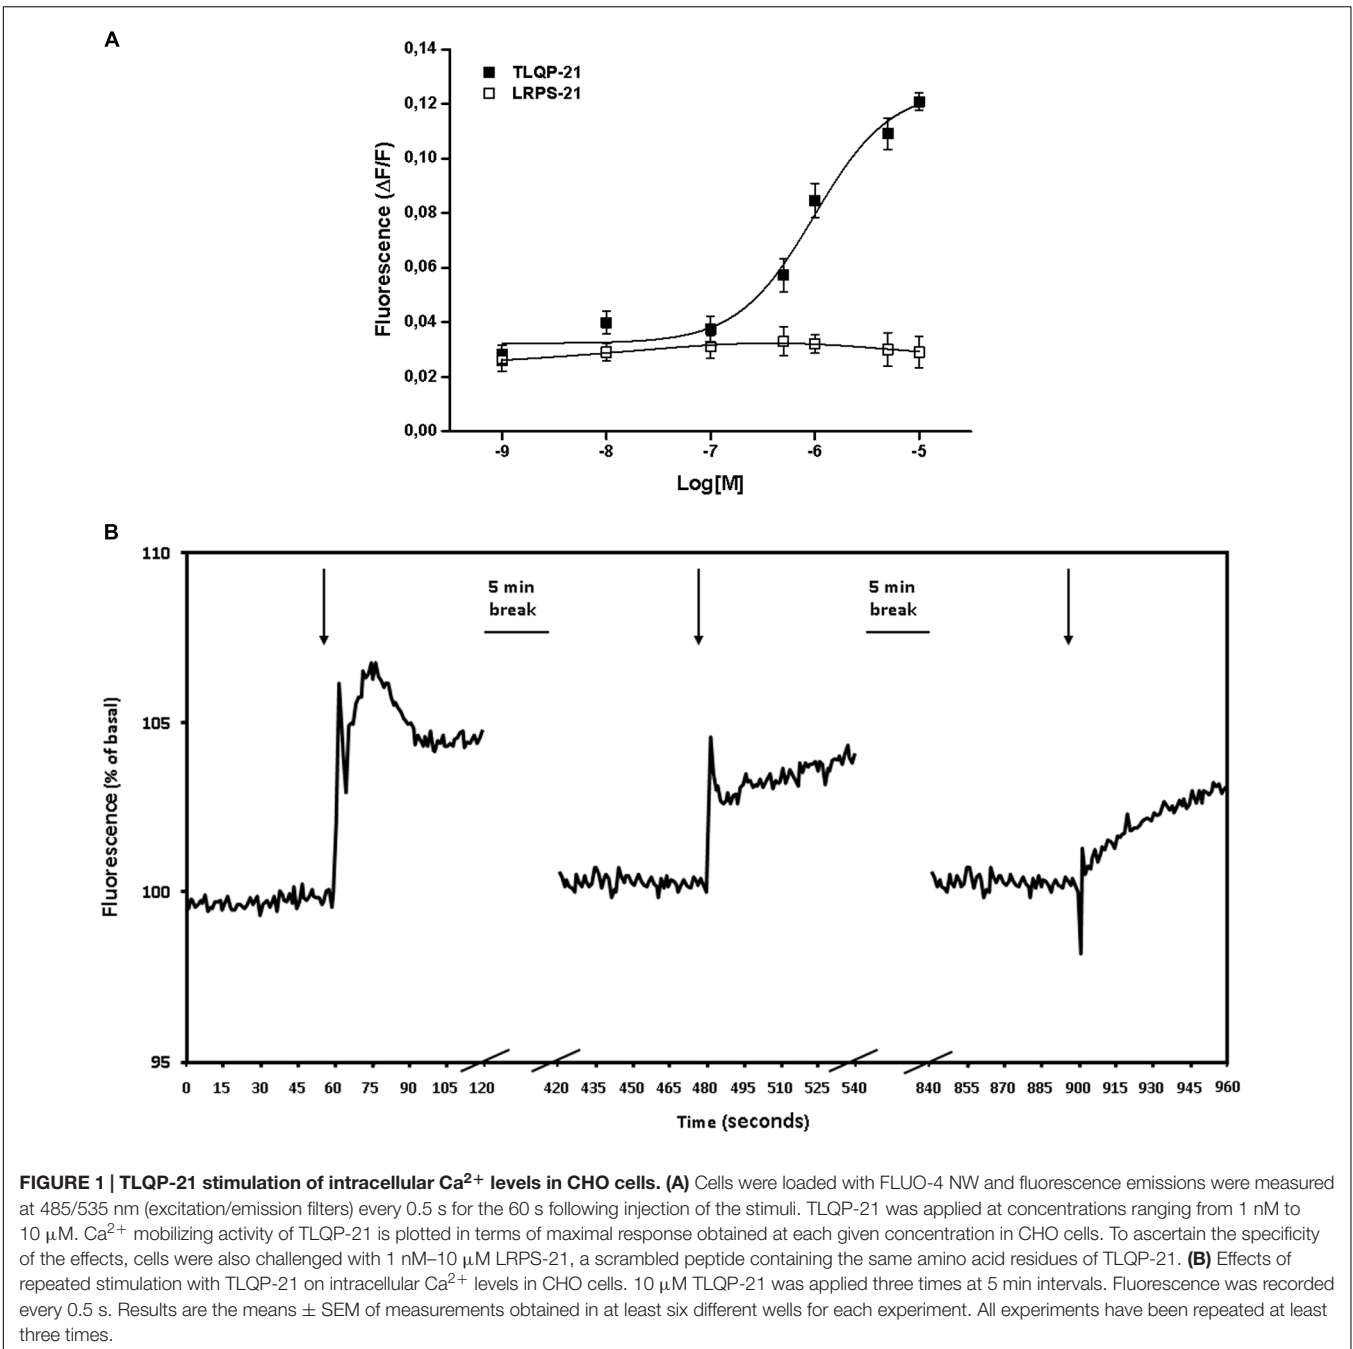 A
0,14
0,12
0,10
0,08
0,06
0,04
0,02
0,00
Fluorescence (ΔF/F)
TLQP-21
LRPS-21
-9 -8 -7 -6 -5
Log[M]
B
110
105
100
95
Fluorescence (% of basal)
5 min
break
5 min
break
0 15 30 45 60 75 90 105 120 420 435 450 465 480 495 510 525 540 840 855 870 885 900 915 930 945 960
Time (seconds)
FIGURE 1 | TLQP-21 stimulation of intracellular Ca2+ levels in CHO cells. (A) Cells were loaded with FLUO-4 NW and fluorescence emissions were measured
at 485/535 nm (excitation/emission filters) every 0.5 s for the 60 s following injection of the stimuli. TLQP-21 was applied at concentrations ranging from 1 nM to
10 μM. Ca2+ mobilizing activity of TLQP-21 is plotted in terms of maximal response obtained at each given concentration in CHO cells. To ascertain the specificity
of the effects, cells were also challenged with 1 nM–10 μM LRPS-21, a scrambled peptide containing the same amino acid residues of TLQP-21. (B) Effects of
repeated stimulation with TLQP-21 on intracellular Ca2+ levels in CHO cells. 10 μM TLQP-21 was applied three times at 5 min intervals. Fluorescence was recorded
every 0.5 s. Results are the means ± SEM of measurements obtained in at least six different wells for each experiment. All experiments have been repeated at least
three times.